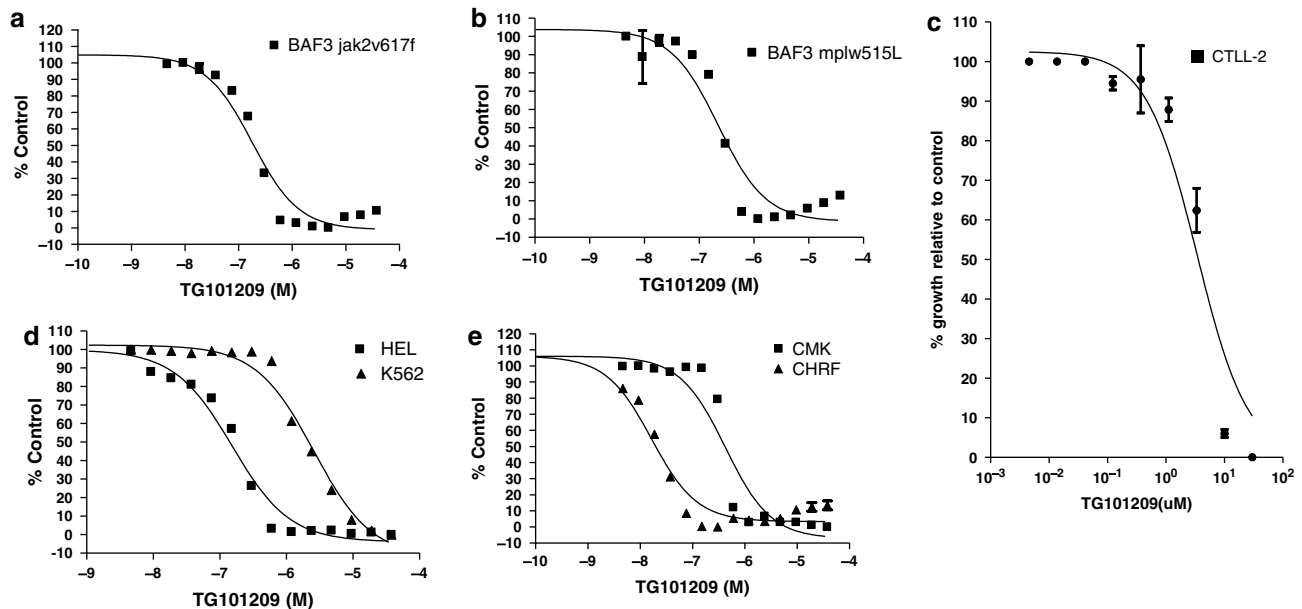 a
BAF3 jak2v617f
% Control
120
110
100
90
80
70
60
50
40
30
20
10
0
–10
–10 –9 –8 –7 –6 –5 –4
TG101209 (M)
b
BAF3 mplw515L
% Control
110
100
90
80
70
60
50
40
30
20
10
0
–10
–10 –9 –8 –7 –6 –5 –4
TG101209 (M)
c
CTLL-2
% growth relative to control
110
100
90
80
70
60
50
40
30
20
10
0
10⁻³ 10⁻² 10⁻¹ 10⁰ 10¹ 10²
TG101209(uM)
d
HEL
K562
% Control
110
100
90
80
70
60
50
40
30
20
10
0
-10
–9 –8 –7 –6 –5 –4
TG101209 (M)
e
CMK
CHRF
% Control
120
110
100
90
80
70
60
50
40
30
20
10
0
–10
–10 –9 –8 –7 –6 –5 –4
TG101209 (M)